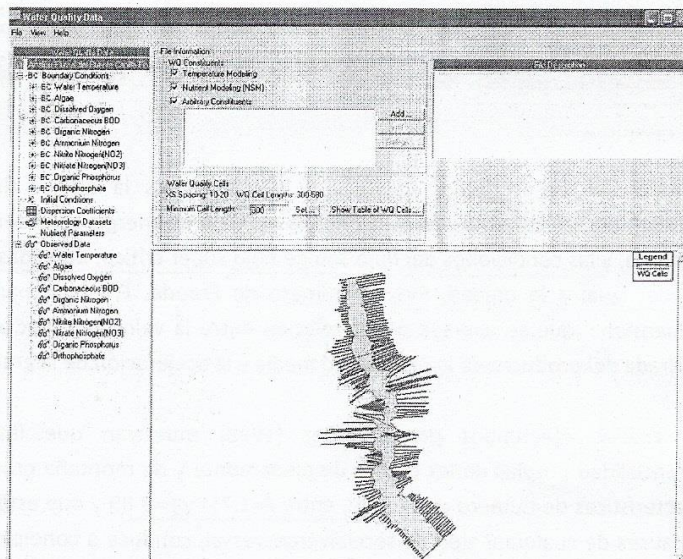 Water Quality Data
File View Help
BC Boundary Conditions
BC Water Temperature
BC Algae
BC Dissolved Oxygen
BC Carbonaceous BOD
BC Organic Nitrogen
BC Ammonium Nitrogen
BC Nitrite Nitrogen(NO2)
BC Nitrate Nitrogen(NO3)
BC Organic Phosphorus
BC Orthophosphate
Initial Conditions
Dispersion Coefficients
Meteorology Datasets
Nutrient Parameters
Observed Data
Water Temperature
Algae
Dissolved Oxygen
Carbonaceous BOD
Organic Nitrogen
Ammonium Nitrogen
Nitrite Nitrogen(NO2)
Nitrate Nitrogen(NO3)
Organic Phosphorus
Orthophosphate
File Information
WQ Constituents
Temperature Modeling
Nutrient Modeling (NSM)
Arbitrary Constituents
Add ...
Water Quality Cells
XS Spacing: 10-20 WQ Cell Lengths: 300-580
Minimum Cell Length: 300 Set ... Show Table of WQ Cells ...
File Description
Legend
WQ Cells